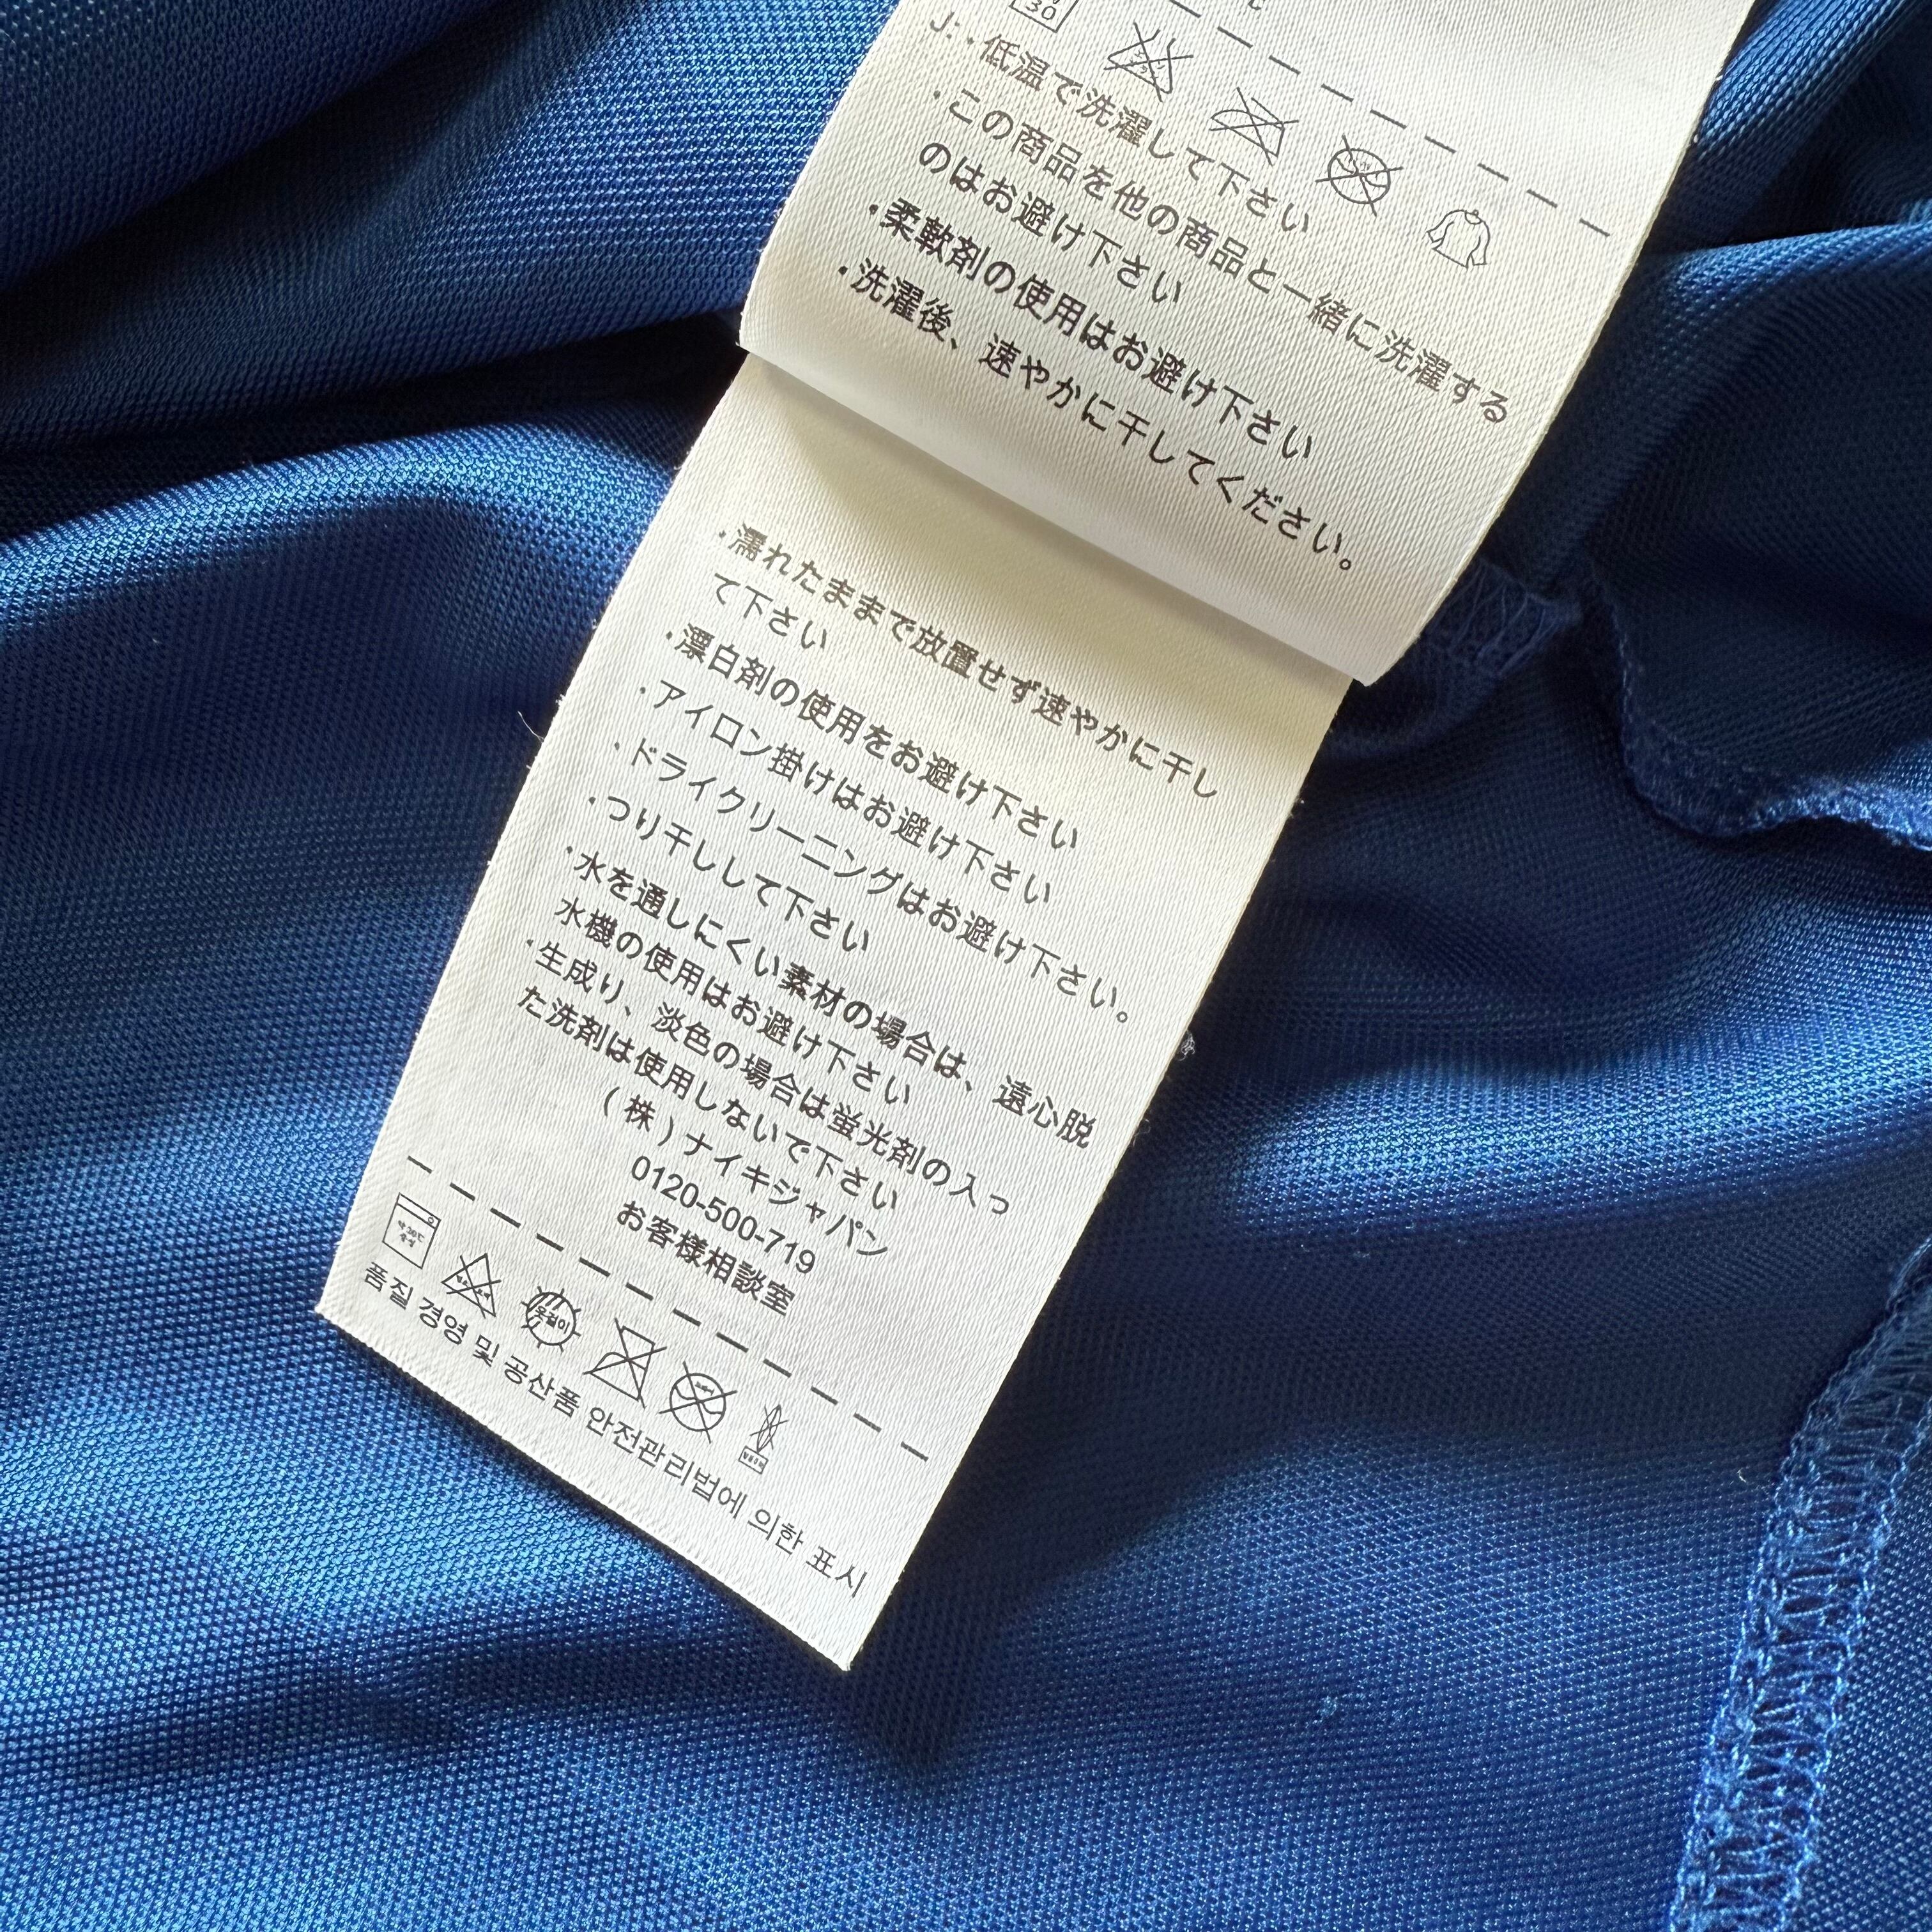 30
J: ・低温で洗濯して下さい
・この商品を他の商品と一緒に洗濯する
のはお避け下さい
・柔軟剤の使用はお避け下さい
・洗濯後、速やかに干してください。
・濡れたままで放置せず速やかに干し
て下さい
・漂白剤の使用をお避け下さい
・アイロン掛けはお避け下さい
・ドライクリーニングはお避け下さい。
・つり干しして下さい
・水を通しにくい素材の場合は、遠心脱
水機の使用はお避け下さい
・生成り、淡色の場合は蛍光剤の入っ
た洗剤は使用しないで下さい
(株)ナイキジャパン
0120-500-719
お客様相談室
약 30℃
중성
옷걸이
품질 경영 및 공산품 안전관리법에 의한 표시